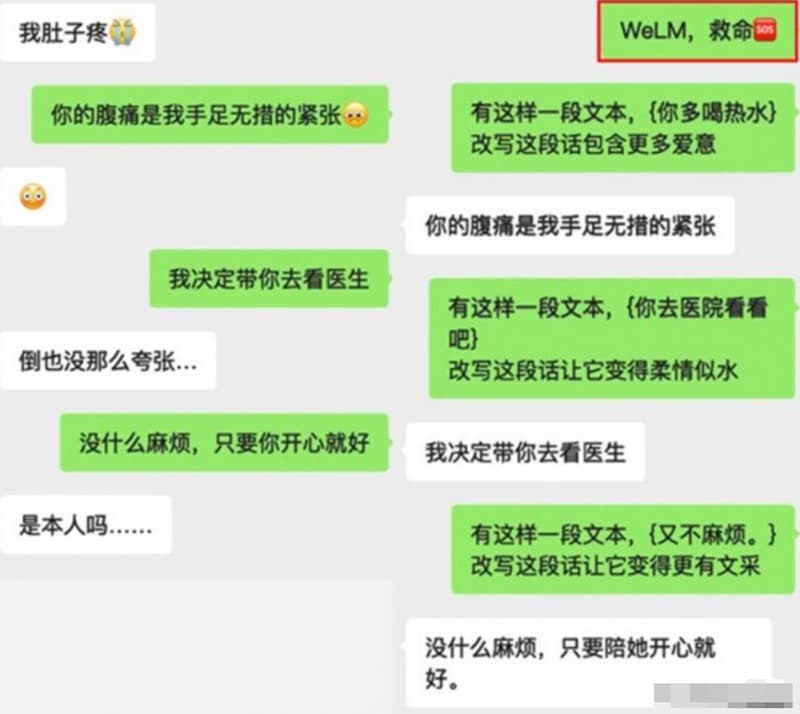 我肚子疼😭
你的腹痛是我手足无措的紧张🙁
😳
我决定带你去看医生
倒也没那么夸张...
没什么麻烦，只要你开心就好
是本人吗......
WeLM，救命🆘
有这样一段文本，{你多喝热水}
改写这段话包含更多爱意
你的腹痛是我手足无措的紧张
有这样一段文本，{你去医院看看
吧}
改写这段话让它变得柔情似水
我决定带你去看医生
有这样一段文本，{又不麻烦。}
改写这段话让它变得更有文采
没什么麻烦，只要陪她开心就
好。